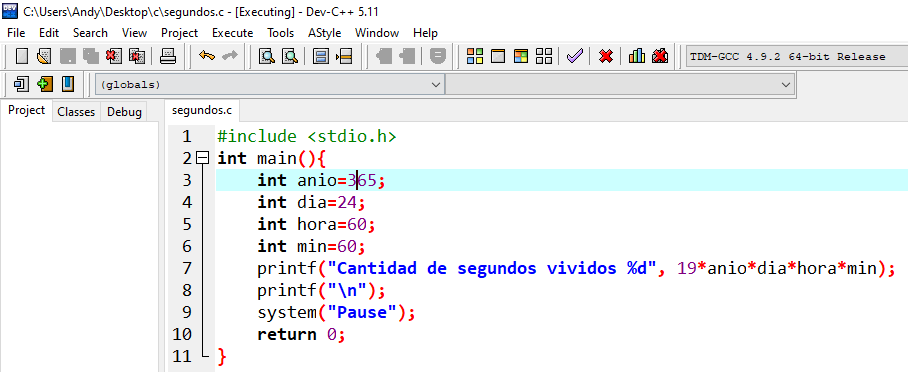 C:\Users\Andy\Desktop\c\segundos.c - [Executing] - Dev-C++ 5.11
File Edit Search View Project Execute Tools AStyle Window Help
TDM-GCC 4.9.2 64-bit Release
(globals)
Project Classes Debug segundos.c
1 #include <stdio.h>
2 int main(){
3 int anio=365;
4 int dia=24;
5 int hora=60;
6 int min=60;
7 printf("Cantidad de segundos vividos %d", 19*anio*dia*hora*min);
8 printf("\n");
9 system("Pause");
10 return 0;
11 }